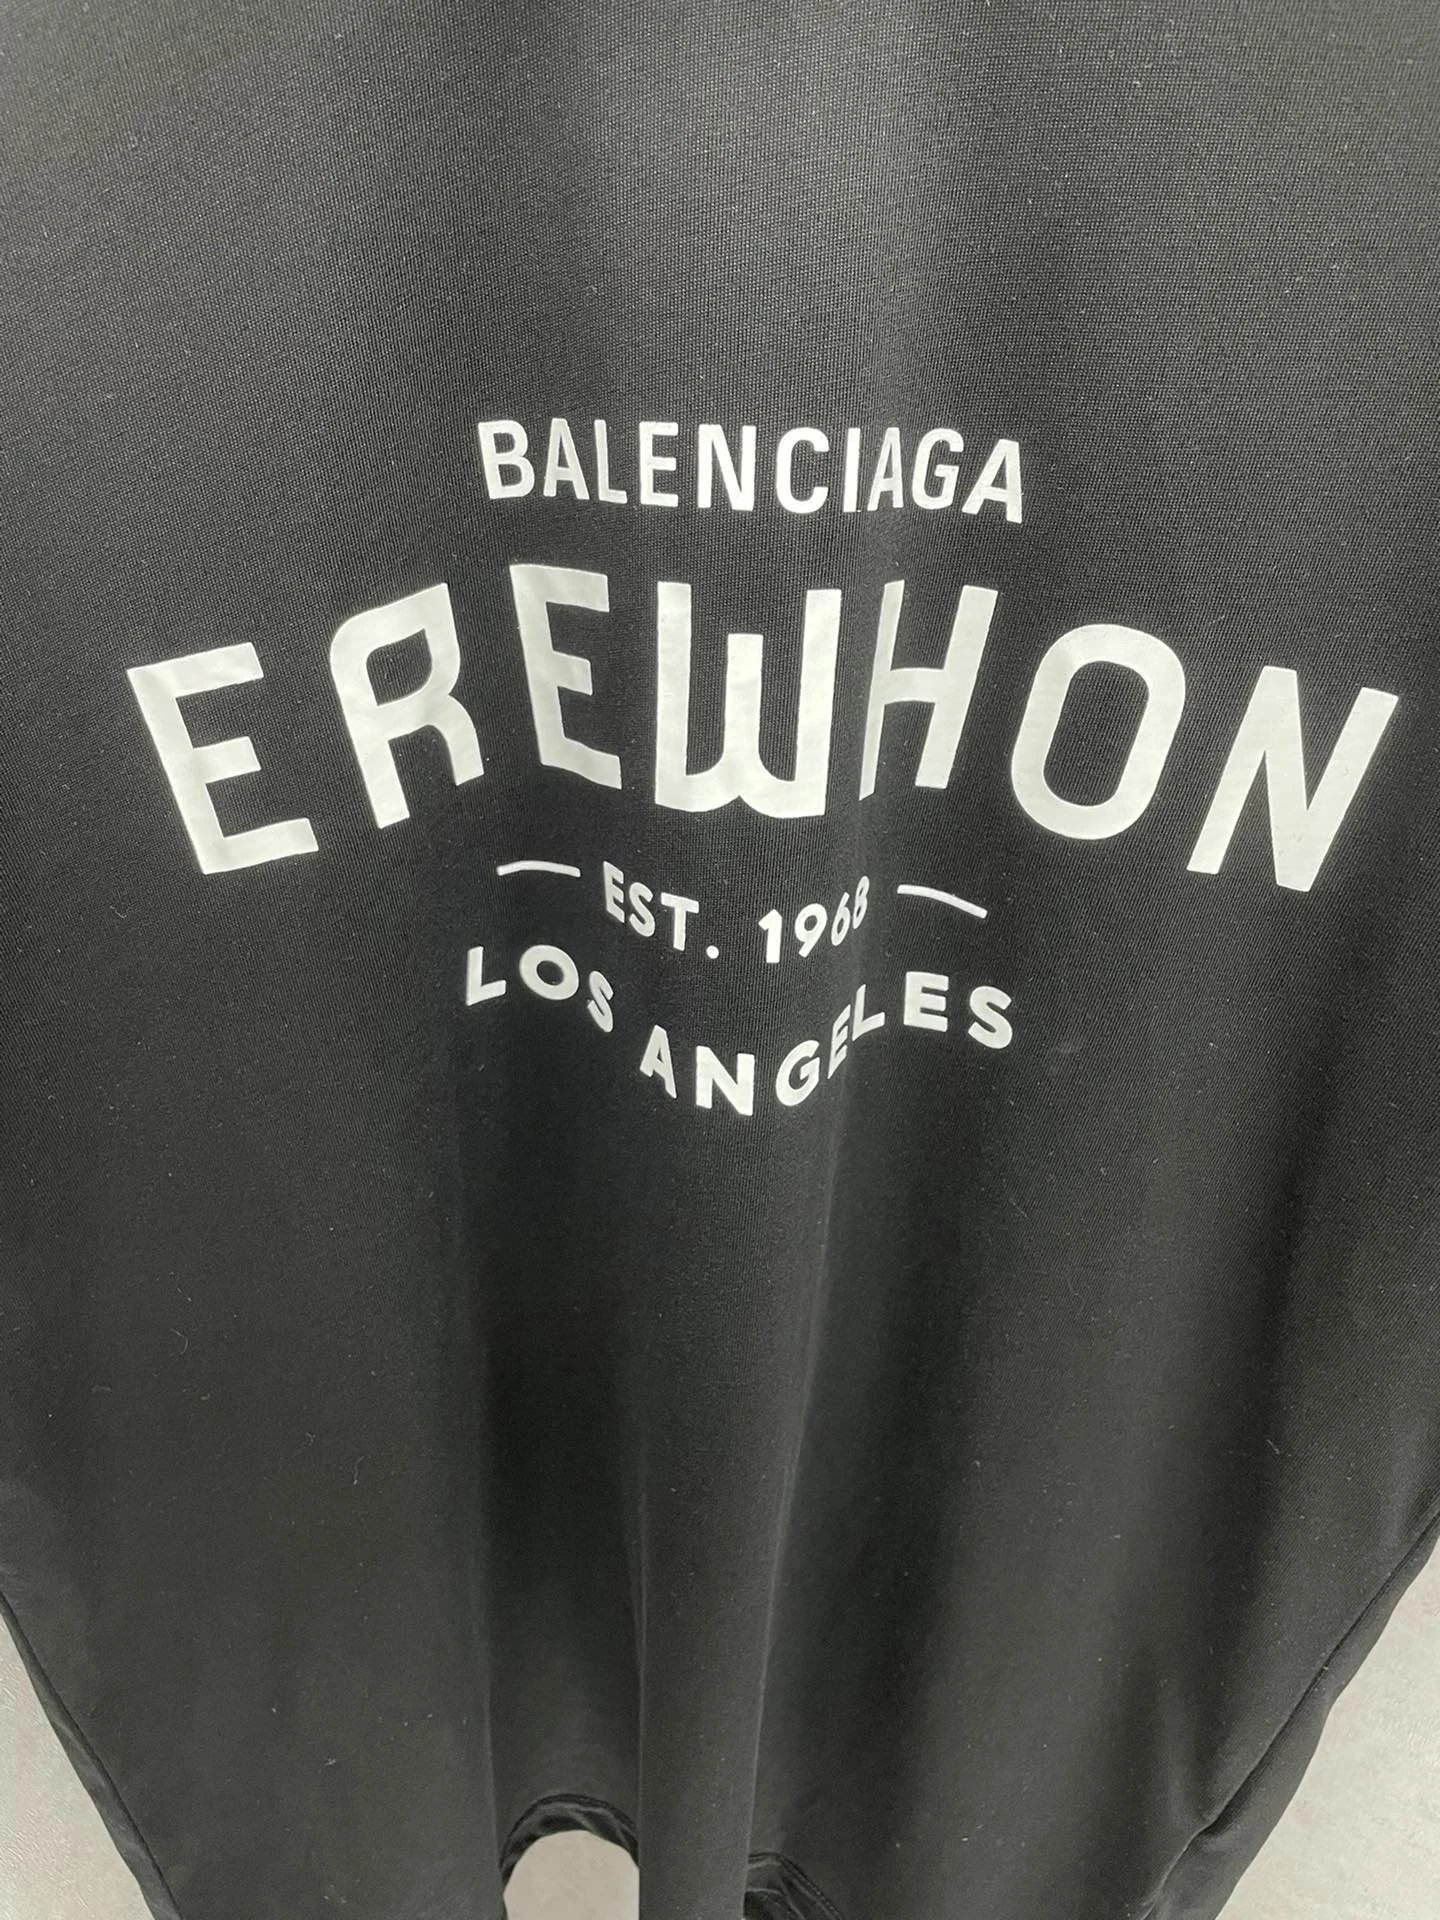 BALENCIAGA
EREWHON
— EST. 1968 —
LOS ANGELES